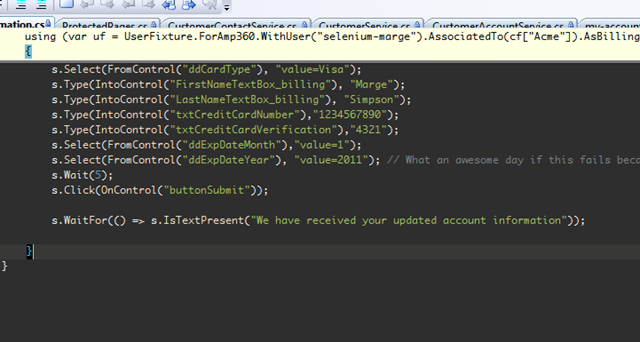 mation.cs ProtectedPages.cs CustomerContactService.cs CustomerService.cs CustomerAccountService.cs my-accoun
using (var uf = UserFixture.ForAmp360.WithUser("selenium-marge").AssociatedTo(cf["Acme"]).AsBilling
{
s.Select(FromControl("ddCardType"), "value=Visa");
s.Type(IntoControl("FirstNameTextBox_billing"), "Marge");
s.Type(IntoControl("LastNameTextBox_billing"), "Simpson");
s.Type(IntoControl("txtCreditCardNumber"),"1234567890");
s.Type(IntoControl("txtCreditCardVerification"),"4321");
s.Select(FromControl("ddExpDateMonth"),"value=1");
s.Select(FromControl("ddExpDateYear"), "value=2011"); // What an awesome day if this fails beca
s.Wait(5);
s.Click(OnControl("buttonSubmit"));
s.WaitFor(() => s.IsTextPresent("We have received your updated account information"));
}
}